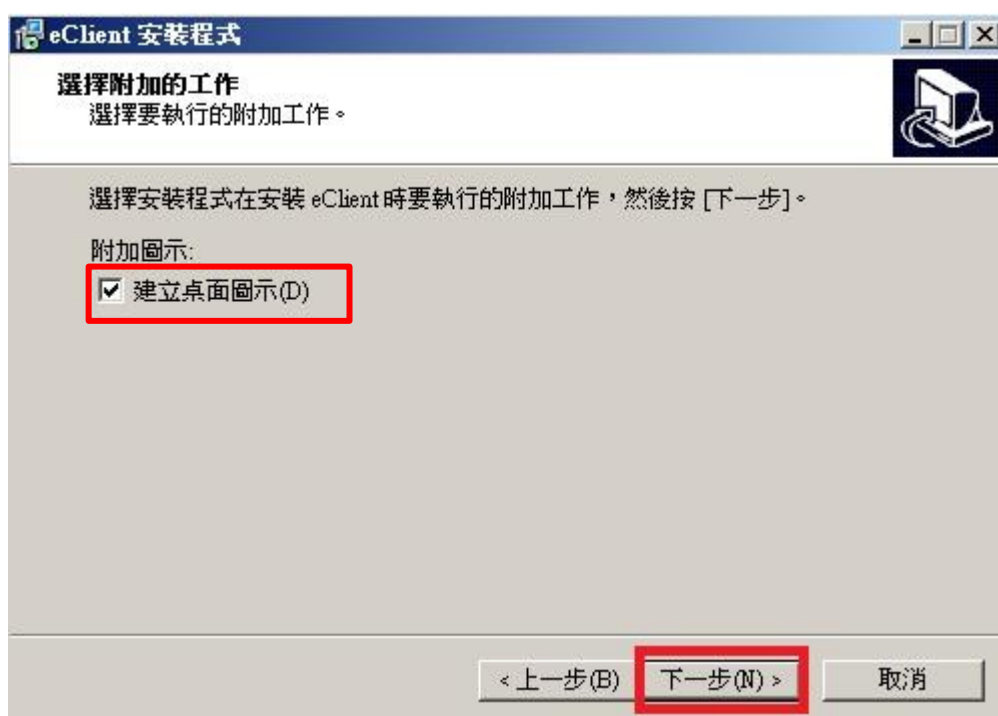 eClient 安裝程式
選擇附加的工作
選擇要執行的附加工作。
選擇安裝程式在安裝 eClient 時要執行的附加工作，然後按 [下一步]。
附加圖示:
建立桌面圖示(D)
<上一步(B)
下一步(N) >
取消